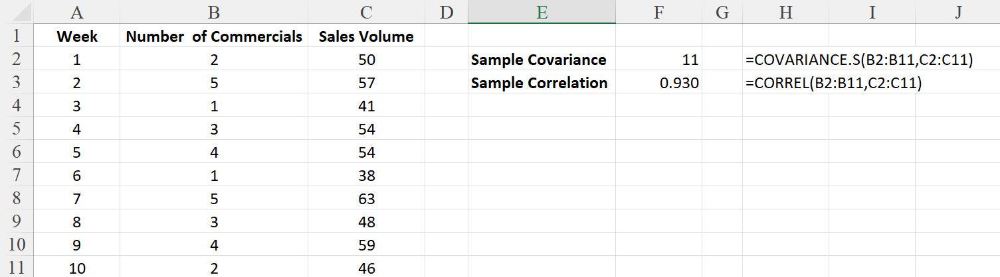 A B C D E F G H I J
1 Week Number  of Commercials Sales Volume
2 1 2 50 Sample Covariance 11 =COVARIANCE.S(B2:B11,C2:C11)
3 2 5 57 Sample Correlation 0.930 =CORREL(B2:B11,C2:C11)
4 3 1 41
5 4 3 54
6 5 4 54
7 6 1 38
8 7 5 63
9 8 3 48
10 9 4 59
11 10 2 46